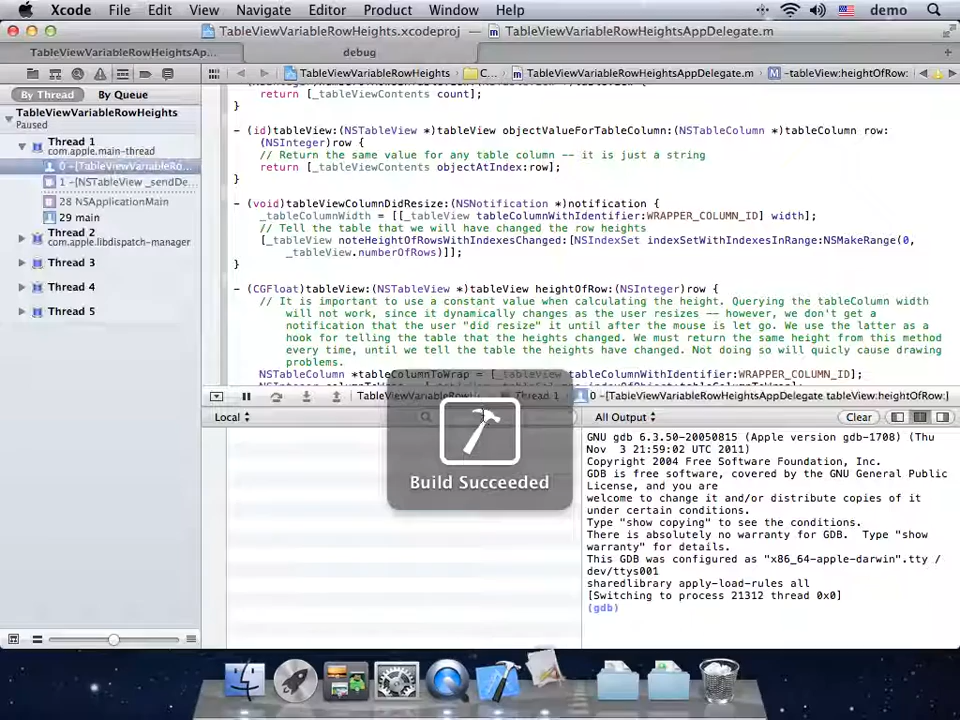 Xcode File Edit View Navigate Editor Product Window Help demo
TableViewVariableRowHeights.xcodeproj — TableViewVariableRowHeightsAppDelegate.m
TableViewVariableRowHeightsAp... debug
TableViewVariableRowHeights C... TableViewVariableRowHeightsAppDelegate.m -tableView:heightOfRow:
By Thread By Queue
TableViewVariableRowHeights
Paused
Thread 1
com.apple.main-thread
0 -[TableViewVariableRo...
1 -[NSTableView _sendDe...
28 NSApplicationMain
29 main
Thread 2
com.apple.libdispatch-manager
Thread 3
Thread 4
Thread 5
return [_tableViewContents count];
}
- (id)tableView:(NSTableView *)tableView objectValueForTableColumn:(NSTableColumn *)tableColumn row:
(NSInteger)row {
// Return the same value for any table column -- it is just a string
return [_tableViewContents objectAtIndex:row];
}
- (void)tableViewColumnDidResize:(NSNotification *)notification {
_tableColumnWidth = [[_tableView tableColumnWithIdentifier:WRAPPER_COLUMN_ID] width];
// Tell the table that we will have changed the row heights
[_tableView noteHeightOfRowsWithIndexesChanged:[NSIndexSet indexSetWithIndexesInRange:NSMakeRange(0,
_tableView.numberOfRows)]];
}
- (CGFloat)tableView:(NSTableView *)tableView heightOfRow:(NSInteger)row {
// It is important to use a constant value when calculating the height. Querying the tableColumn width
will not work, since it dynamically changes as the user resizes -- however, we don't get a
notification that the user "did resize" it until after the mouse is let go. We use the latter as a
hook for telling the table that the heights changed. We must return the same height from this method
every time, until we tell the table the heights have changed. Not doing so will quicly cause drawing
problems.
NSTableColumn *tableColumnToWrap = [_tableView tableColumnWithIdentifier:WRAPPER_COLUMN_ID];
TableViewVariableRow Thread 1 0 -[TableViewVariableRowHeightsAppDelegate tableView:heightOfRow:]
Local All Output Clear
Build Succeeded
GNU gdb 6.3.50-20050815 (Apple version gdb-1708) (Thu
Nov 3 21:59:02 UTC 2011)
Copyright 2004 Free Software Foundation, Inc.
GDB is free software, covered by the GNU General Public
License, and you are
welcome to change it and/or distribute copies of it
under certain conditions.
Type "show copying" to see the conditions.
There is absolutely no warranty for GDB. Type "show
warranty" for details.
This GDB was configured as "x86_64-apple-darwin".tty /
dev/ttys001
sharedlibrary apply-load-rules all
[Switching to process 21312 thread 0x0]
(gdb)